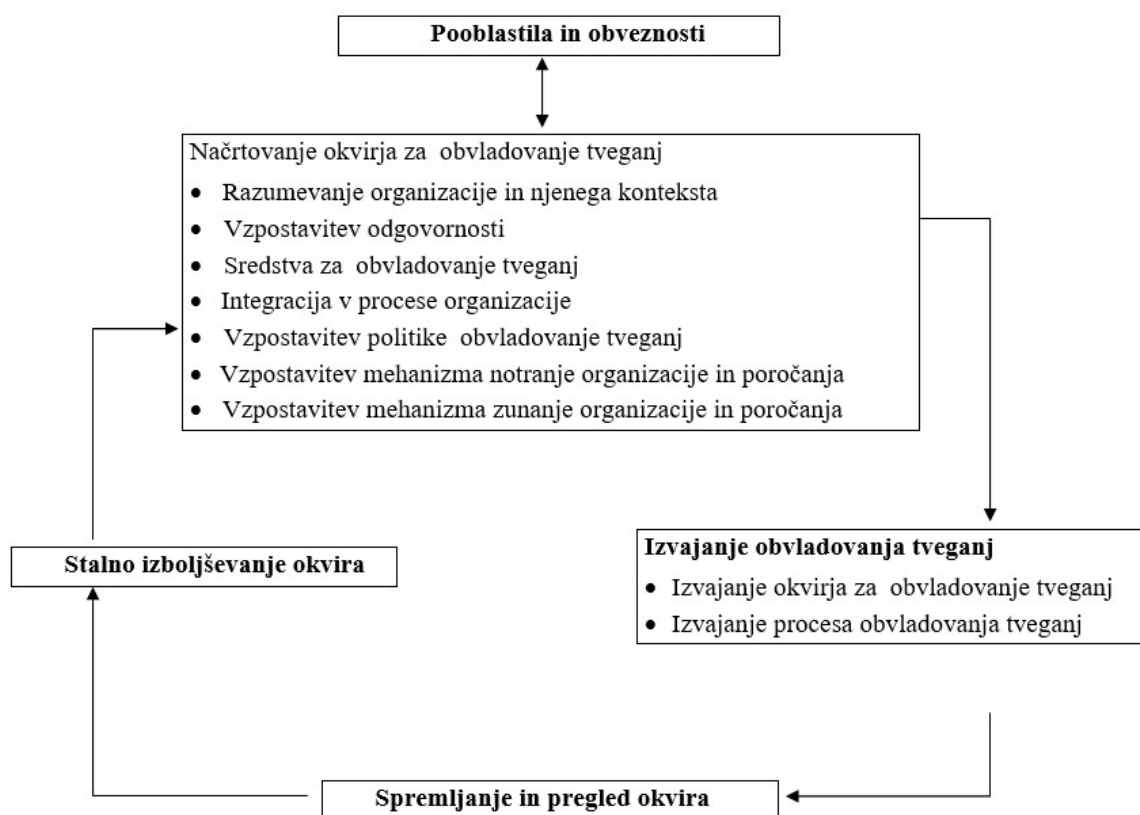 Pooblastila in obveznosti
Načrtovanje okvirja za obvladovanje tveganj
• Razumevanje organizacije in njenega konteksta
• Vzpostavitev odgovornosti
• Sredstva za obvladovanje tveganj
• Integracija v procese organizacije
• Vzpostavitev politike obvladovanje tveganj
• Vzpostavitev mehanizma notranje organizacije in poročanja
• Vzpostavitev mehanizma zunanje organizacije in poročanja
Izvajanje obvladovanja tveganj
• Izvajanje okvirja za obvladovanje tveganj
• Izvajanje procesa obvladovanja tveganj
Spremljanje in pregled okvira
Stalno izboljševanje okvira